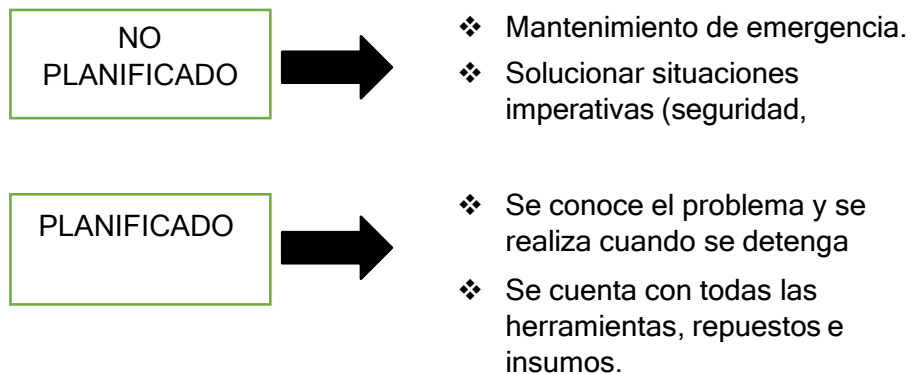 NO
PLANIFICADO
❖ Mantenimiento de emergencia.
❖ Solucionar situaciones
imperativas (seguridad,
PLANIFICADO
❖ Se conoce el problema y se
realiza cuando se detenga
❖ Se cuenta con todas las
herramientas, repuestos e
insumos.